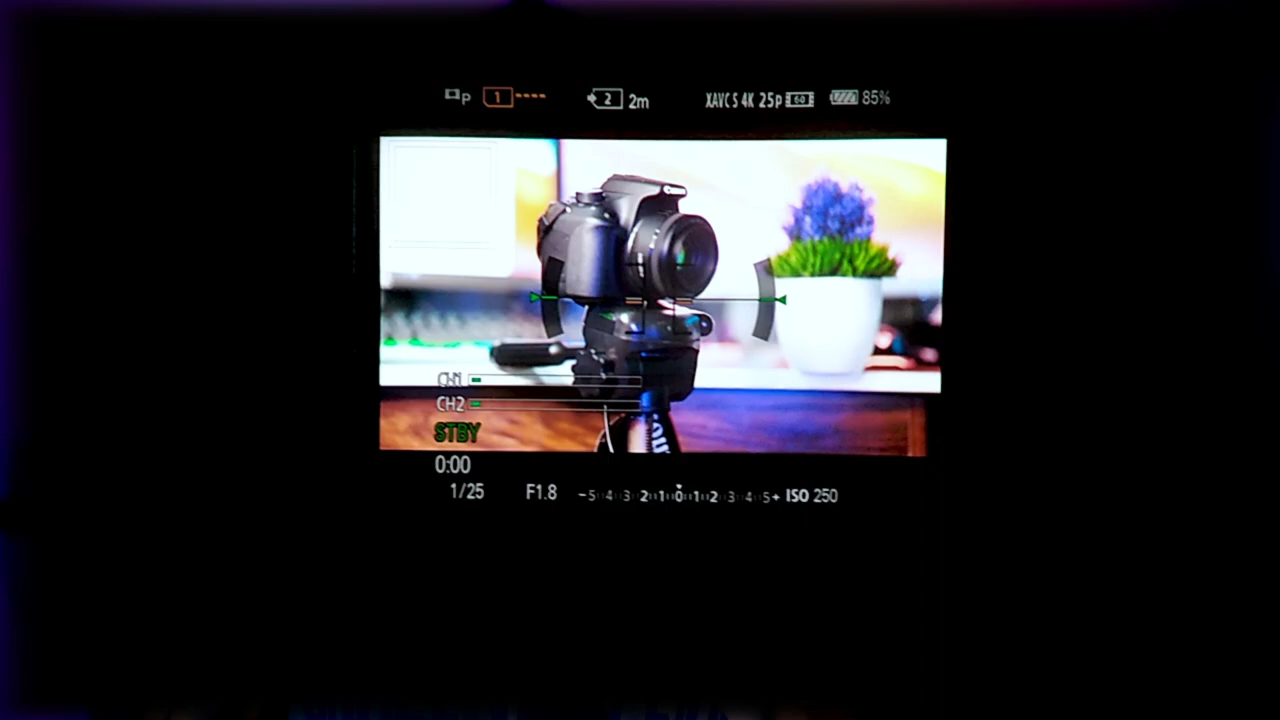 P 1 ---- 2 2m XAVC S 4K 25p 60 85%
CH1
CH2
STBY
0:00
1/25 F1.8 −5 4 3 2 1 0 1 2 3 4 5+ ISO 250